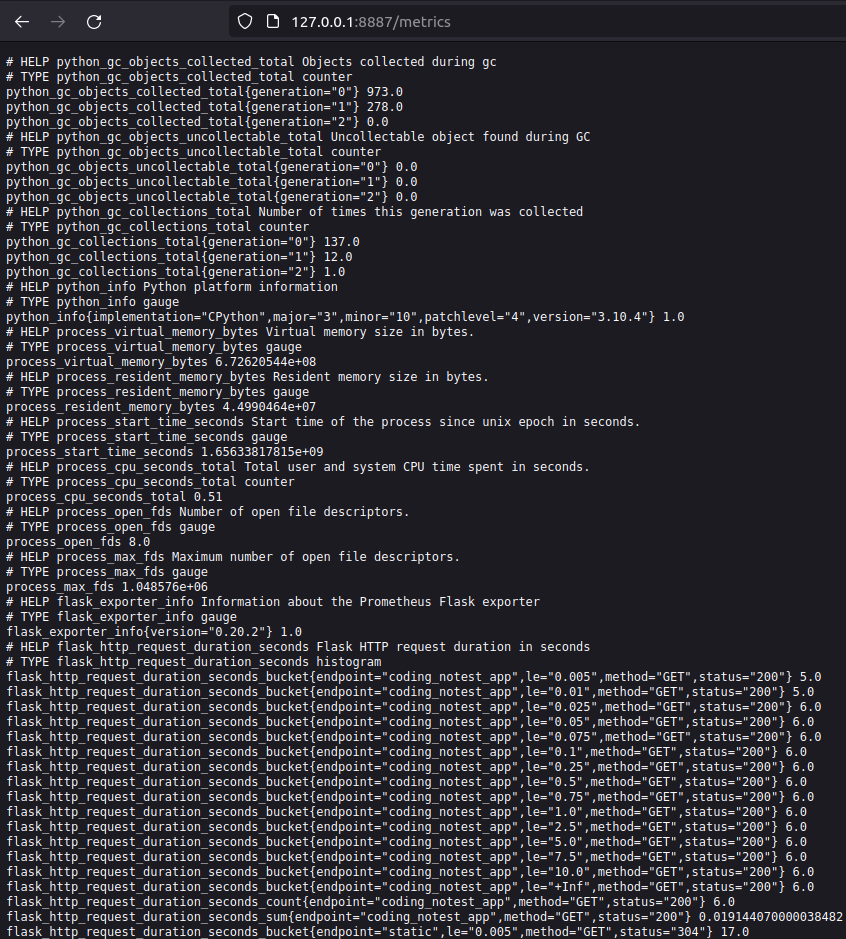 127.0.0.1:8887/metrics
# HELP python_gc_objects_collected_total Objects collected during gc
# TYPE python_gc_objects_collected_total counter
python_gc_objects_collected_total{generation="0"} 973.0
python_gc_objects_collected_total{generation="1"} 278.0
python_gc_objects_collected_total{generation="2"} 0.0
# HELP python_gc_objects_uncollectable_total Uncollectable object found during GC
# TYPE python_gc_objects_uncollectable_total counter
python_gc_objects_uncollectable_total{generation="0"} 0.0
python_gc_objects_uncollectable_total{generation="1"} 0.0
python_gc_objects_uncollectable_total{generation="2"} 0.0
# HELP python_gc_collections_total Number of times this generation was collected
# TYPE python_gc_collections_total counter
python_gc_collections_total{generation="0"} 137.0
python_gc_collections_total{generation="1"} 12.0
python_gc_collections_total{generation="2"} 1.0
# HELP python_info Python platform information
# TYPE python_info gauge
python_info{implementation="CPython",major="3",minor="10",patchlevel="4",version="3.10.4"} 1.0
# HELP process_virtual_memory_bytes Virtual memory size in bytes.
# TYPE process_virtual_memory_bytes gauge
process_virtual_memory_bytes 6.72620544e+08
# HELP process_resident_memory_bytes Resident memory size in bytes.
# TYPE process_resident_memory_bytes gauge
process_resident_memory_bytes 4.4990464e+07
# HELP process_start_time_seconds Start time of the process since unix epoch in seconds.
# TYPE process_start_time_seconds gauge
process_start_time_seconds 1.65633817815e+09
# HELP process_cpu_seconds_total Total user and system CPU time spent in seconds.
# TYPE process_cpu_seconds_total counter
process_cpu_seconds_total 0.51
# HELP process_open_fds Number of open file descriptors.
# TYPE process_open_fds gauge
process_open_fds 8.0
# HELP process_max_fds Maximum number of open file descriptors.
# TYPE process_max_fds gauge
process_max_fds 1.048576e+06
# HELP flask_exporter_info Information about the Prometheus Flask exporter
# TYPE flask_exporter_info gauge
flask_exporter_info{version="0.20.2"} 1.0
# HELP flask_http_request_duration_seconds Flask HTTP request duration in seconds
# TYPE flask_http_request_duration_seconds histogram
flask_http_request_duration_seconds_bucket{endpoint="coding_notest_app",le="0.005",method="GET",status="200"} 5.0
flask_http_request_duration_seconds_bucket{endpoint="coding_notest_app",le="0.01",method="GET",status="200"} 5.0
flask_http_request_duration_seconds_bucket{endpoint="coding_notest_app",le="0.025",method="GET",status="200"} 6.0
flask_http_request_duration_seconds_bucket{endpoint="coding_notest_app",le="0.05",method="GET",status="200"} 6.0
flask_http_request_duration_seconds_bucket{endpoint="coding_notest_app",le="0.075",method="GET",status="200"} 6.0
flask_http_request_duration_seconds_bucket{endpoint="coding_notest_app",le="0.1",method="GET",status="200"} 6.0
flask_http_request_duration_seconds_bucket{endpoint="coding_notest_app",le="0.25",method="GET",status="200"} 6.0
flask_http_request_duration_seconds_bucket{endpoint="coding_notest_app",le="0.5",method="GET",status="200"} 6.0
flask_http_request_duration_seconds_bucket{endpoint="coding_notest_app",le="0.75",method="GET",status="200"} 6.0
flask_http_request_duration_seconds_bucket{endpoint="coding_notest_app",le="1.0",method="GET",status="200"} 6.0
flask_http_request_duration_seconds_bucket{endpoint="coding_notest_app",le="2.5",method="GET",status="200"} 6.0
flask_http_request_duration_seconds_bucket{endpoint="coding_notest_app",le="5.0",method="GET",status="200"} 6.0
flask_http_request_duration_seconds_bucket{endpoint="coding_notest_app",le="7.5",method="GET",status="200"} 6.0
flask_http_request_duration_seconds_bucket{endpoint="coding_notest_app",le="10.0",method="GET",status="200"} 6.0
flask_http_request_duration_seconds_bucket{endpoint="coding_notest_app",le="+Inf",method="GET",status="200"} 6.0
flask_http_request_duration_seconds_count{endpoint="coding_notest_app",method="GET",status="200"} 6.0
flask_http_request_duration_seconds_sum{endpoint="coding_notest_app",method="GET",status="200"} 0.019144070000038482
flask_http_request_duration_seconds_bucket{endpoint="static",le="0.005",method="GET",status="304"} 17.0